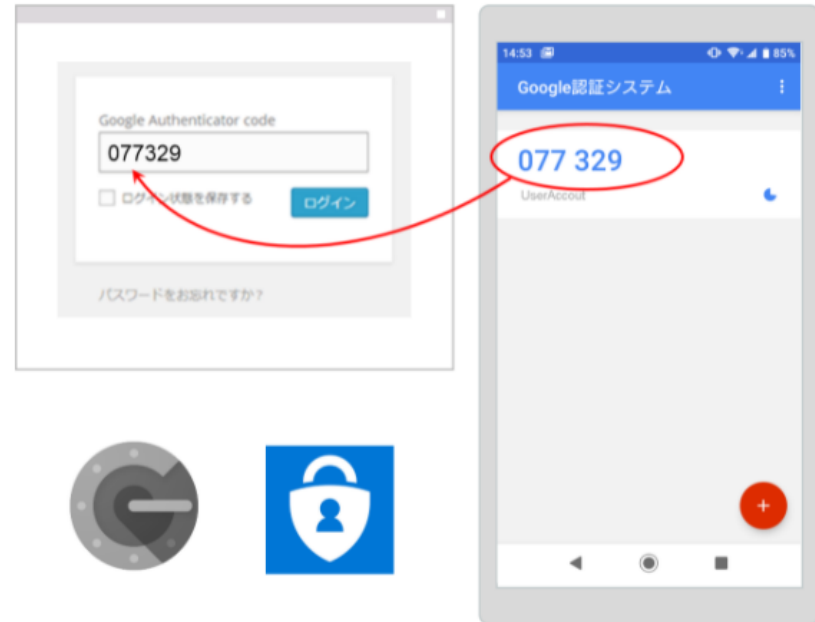 Google Authenticator code
077329
ログイン状態を保存する
ログイン
パスワードをお忘れですか?
14:53
85%
Google認証システム
077 329
UserAccout
+